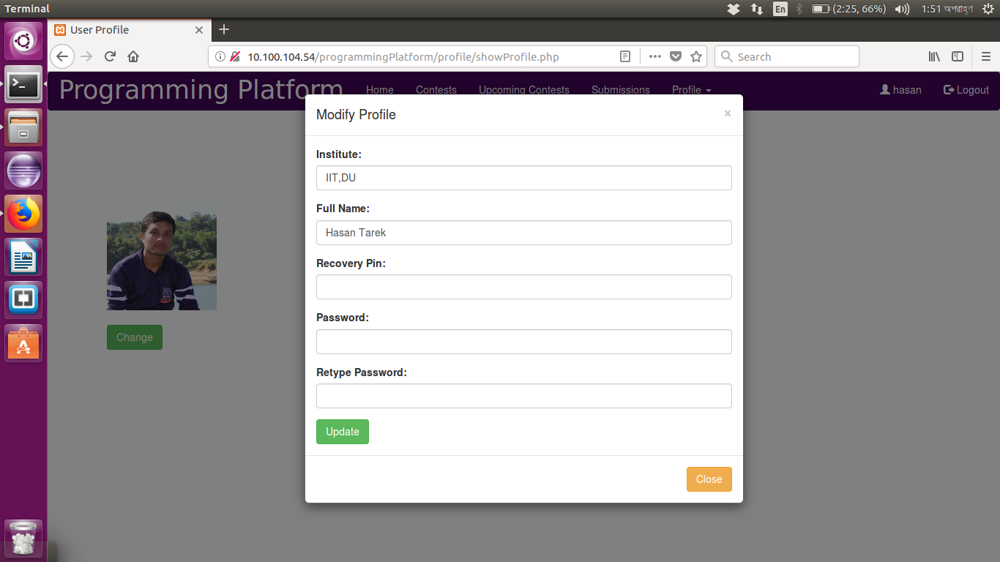 Terminal
En
(2:25, 66%)
1:51 অপরাহ্ণ
User Profile
10.100.104.54/programmingPlatform/profile/showProfile.php
Search
Programming Platform
Home
Contests
Upcoming Contests
Submissions
Profile
hasan
Logout
Modify Profile
×
Institute:
IIT,DU
Full Name:
Hasan Tarek
Recovery Pin:
Password:
Retype Password:
Update
Close
Change